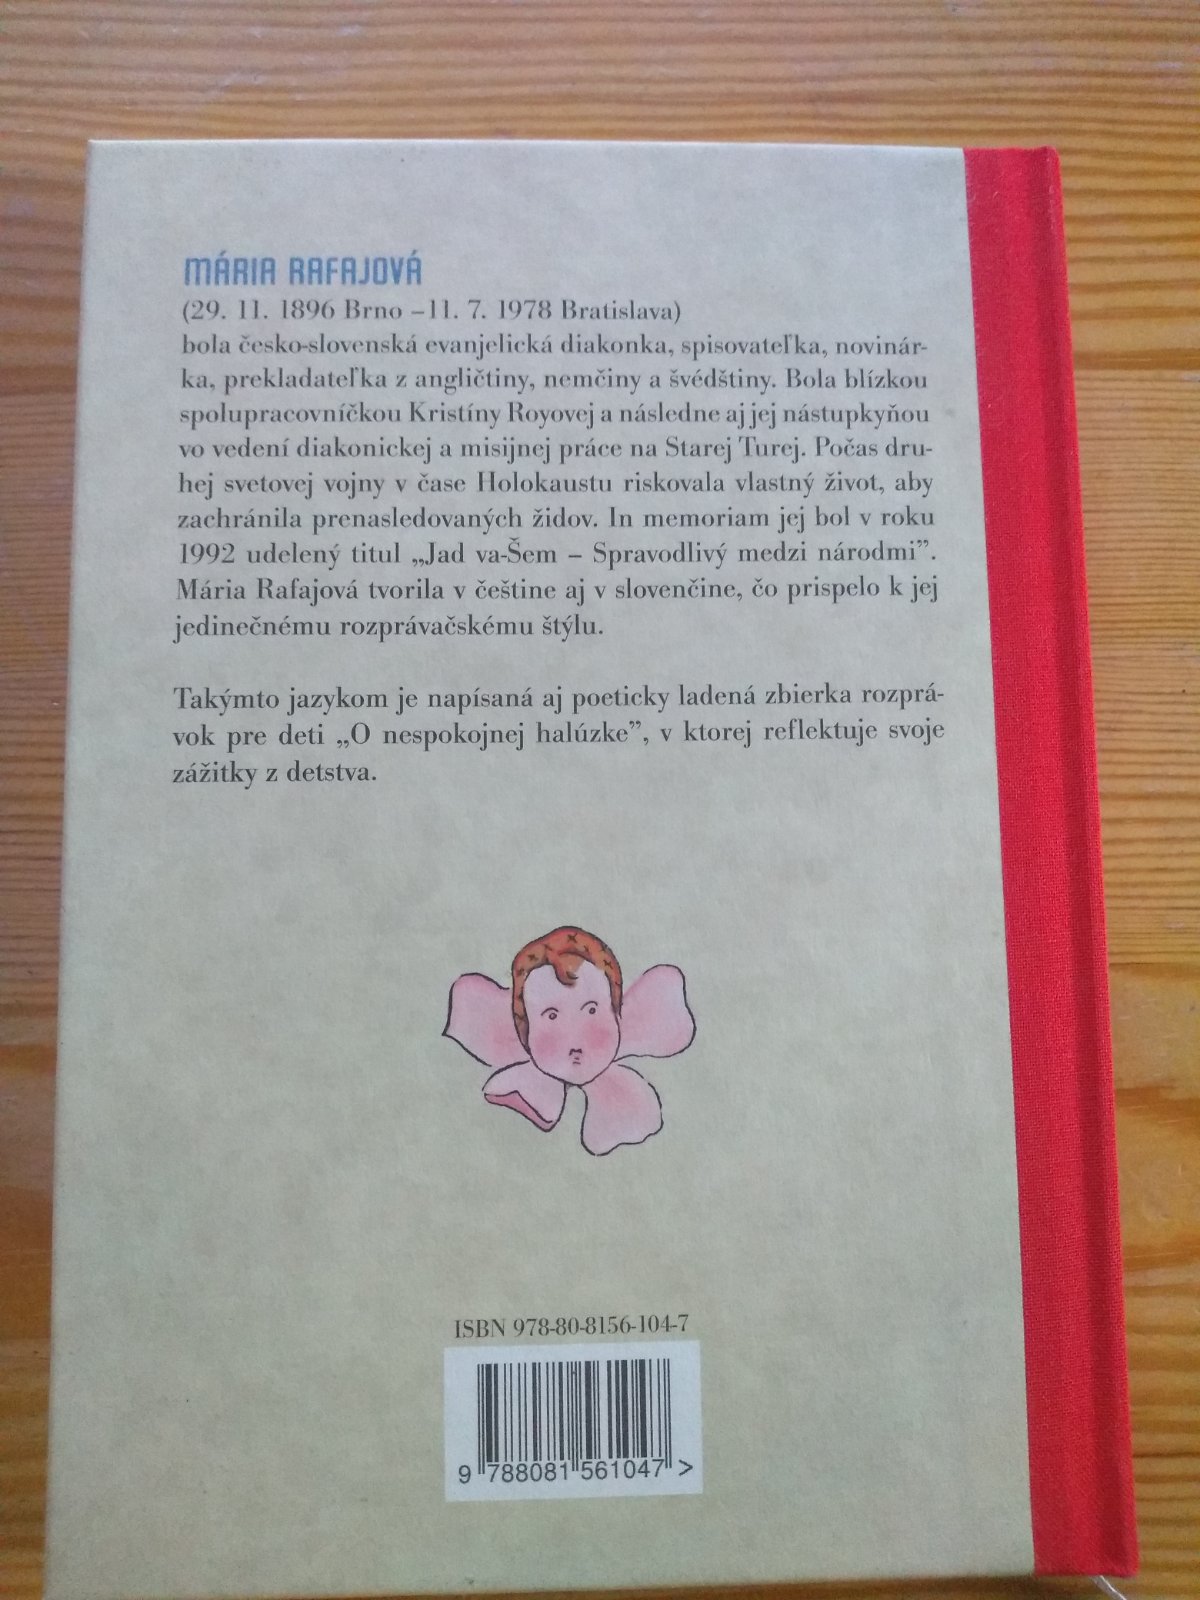 MÁRIA RAFAJOVÁ
(29. 11. 1896 Brno –11. 7. 1978 Bratislava)
bola česko-slovenská evanjelická diakonka, spisovateľka, novinár-
ka, prekladateľka z angličtiny, nemčiny a švédštiny. Bola blízkou
spolupracovníčkou Kristíny Royovej a následne aj jej nástupkyňou
vo vedení diakonickej a misijnej práce na Starej Turej. Počas dru-
hej svetovej vojny v čase Holokaustu riskovala vlastný život, aby
zachránila prenasledovaných židov. In memoriam jej bol v roku
1992 udelený titul „Jad va-Šem – Spravodlivý medzi národmi”.
Mária Rafajová tvorila v češtine aj v slovenčine, čo prispelo k jej
jedinečnému rozprávačskému štýlu.
Takýmto jazykom je napísaná aj poeticky ladená zbierka rozprá-
vok pre deti „O nespokojnej halúzke”, v ktorej reflektuje svoje
zážitky z detstva.
ISBN 978-80-8156-104-7
9 788081 561047 >